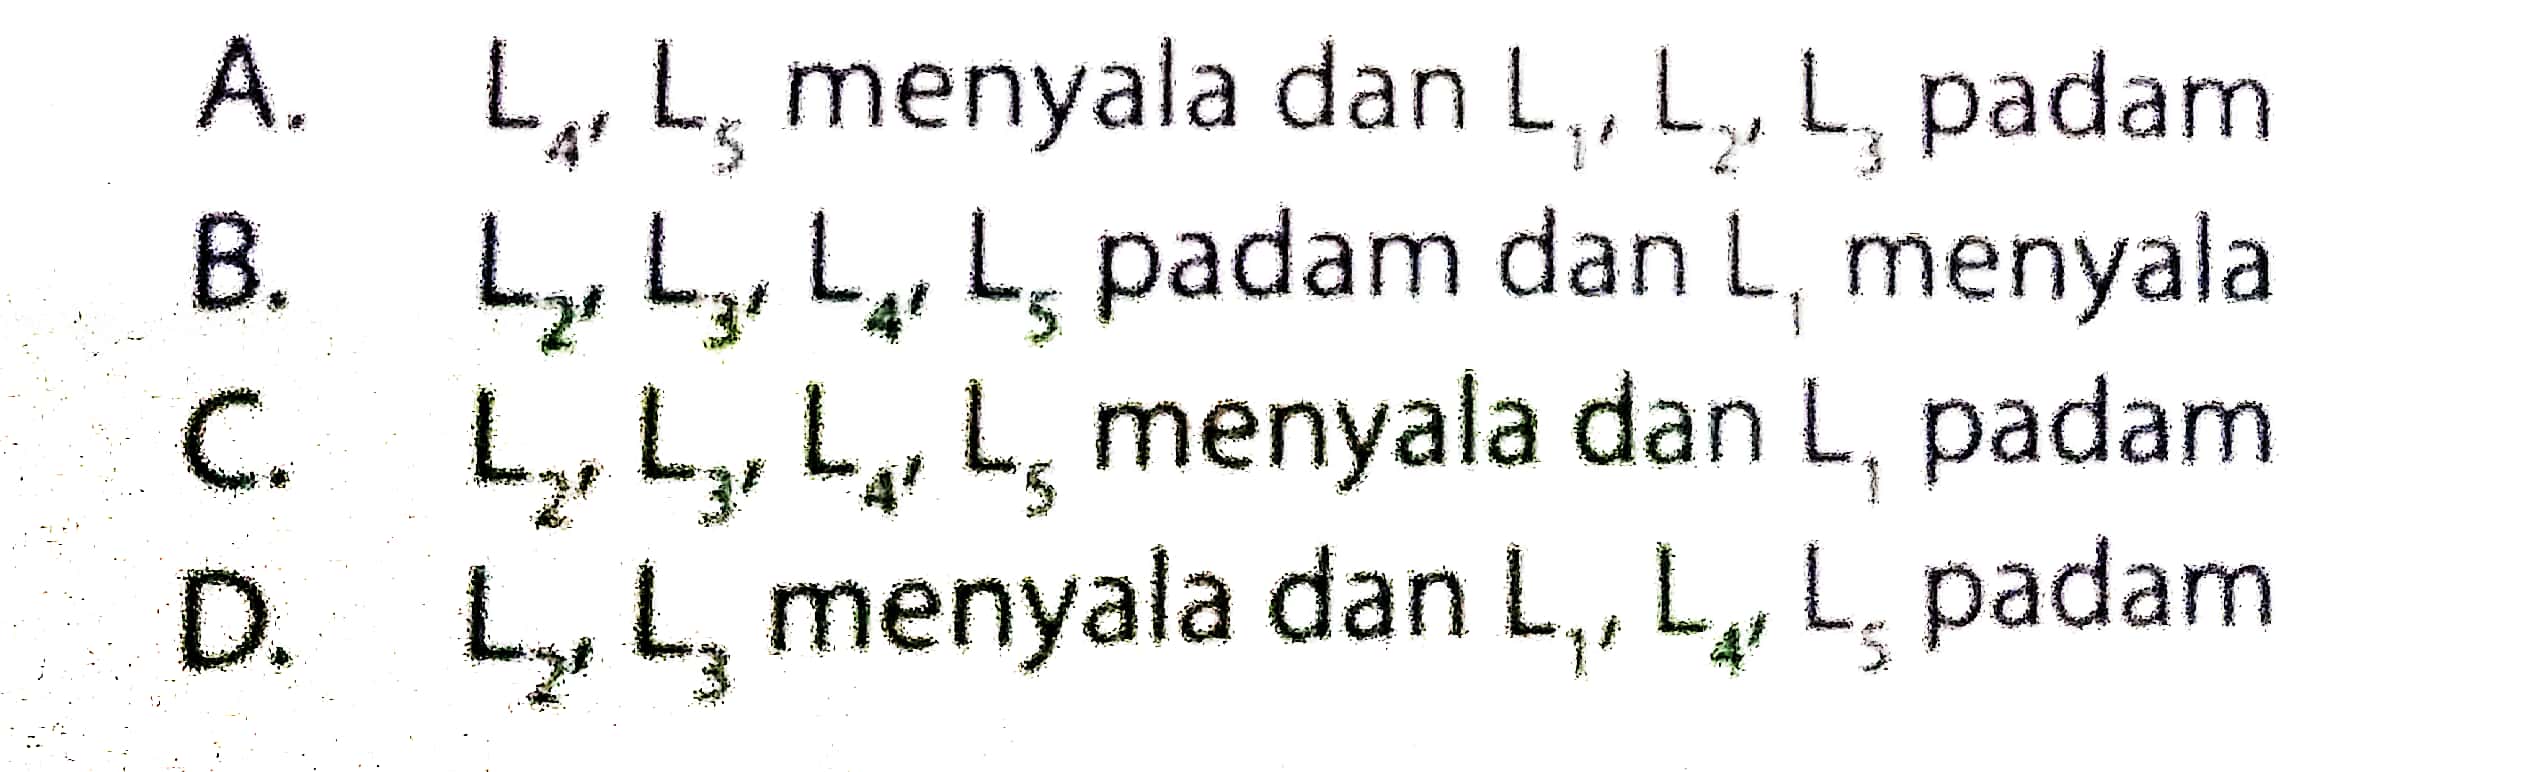 A. L₄, L₅ menyala dan L₁, L₂, L₃ padam
B. L₂, L₃, L₄, L₅ padam dan L₁ menyala
C. L₂, L₃, L₄, L₅ menyala dan L₁ padam
D. L₂, L₃ menyala dan L₁, L₄, L₅ padam